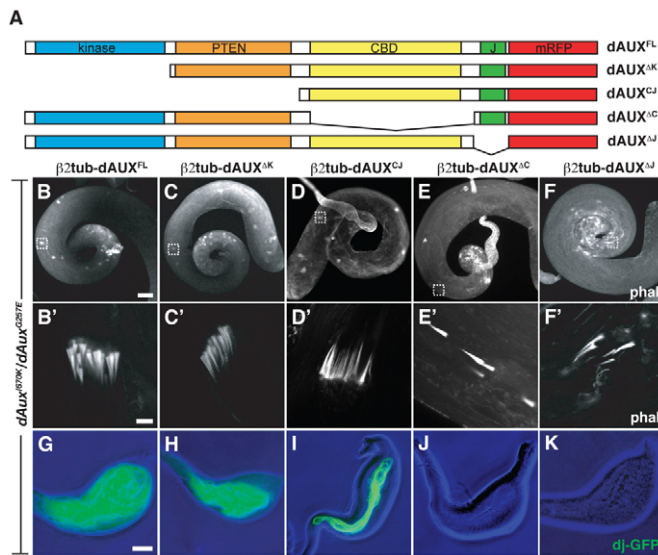 A
kinase PTEN CBD J mRFP dAUX^FL
dAUX^ΔK
dAUX^CJ
dAUX^ΔC
dAUX^ΔJ
β2tub-dAUX^FL β2tub-dAUX^ΔK β2tub-dAUX^CJ β2tub-dAUX^ΔC β2tub-dAUX^ΔJ
dAux^I670K/dAux^G257E
B C D E F
phal
B' C' D' E' F'
phal
G H I J K
dj-GFP